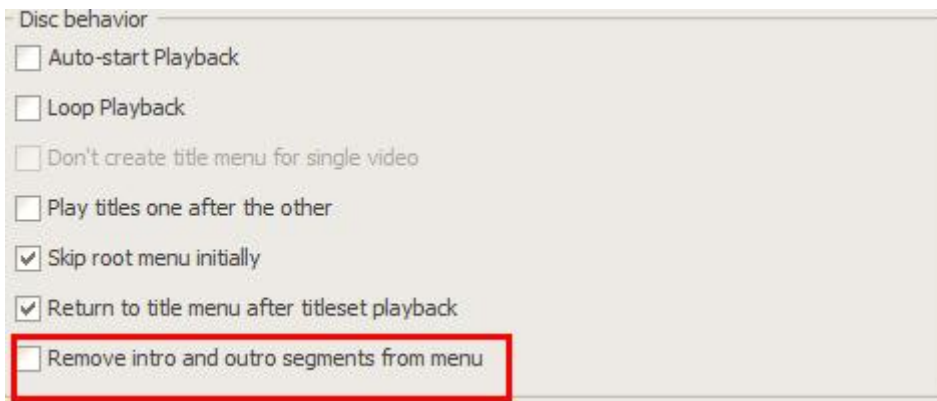 Disc behavior
Auto-start Playback
Loop Playback
Don't create title menu for single video
Play titles one after the other
Skip root menu initially
Return to title menu after titleset playback
Remove intro and outro segments from menu